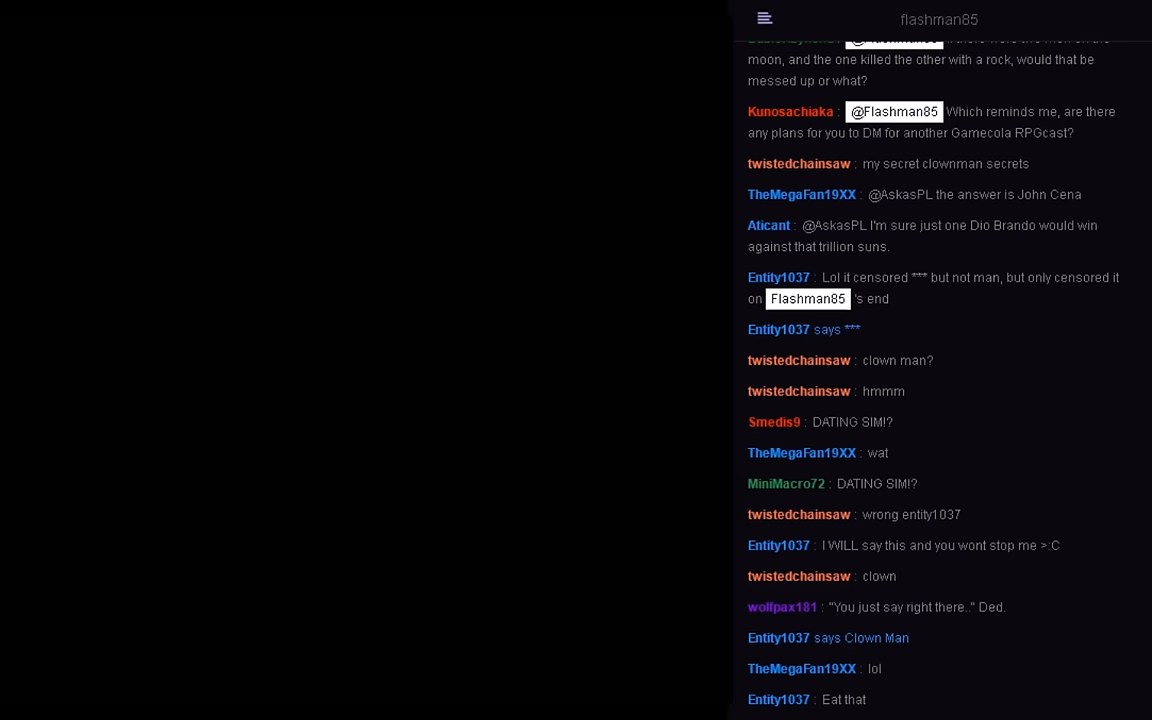 flashman85
moon, and the one killed the other with a rock, would that be
messed up or what?
Kunosachiaka : @Flashman85 Which reminds me, are there
any plans for you to DM for another Gamecola RPGcast?
twistedchainsaw : my secret clownman secrets
TheMegaFan19XX : @AskasPL the answer is John Cena
Aticant : @AskasPL I'm sure just one Dio Brando would win
against that trillion suns.
Entity1037 : Lol it censored *** but not man, but only censored it
on Flashman85 's end
Entity1037 says ***
twistedchainsaw : clown man?
twistedchainsaw : hmmm
Smedis9 : DATING SIM!?
TheMegaFan19XX : wat
MiniMacro72 : DATING SIM!?
twistedchainsaw : wrong entity1037
Entity1037 : I WILL say this and you wont stop me >:C
twistedchainsaw : clown
wolfpax181 : "You just say right there.." Ded.
Entity1037 says Clown Man
TheMegaFan19XX : lol
Entity1037 : Eat that